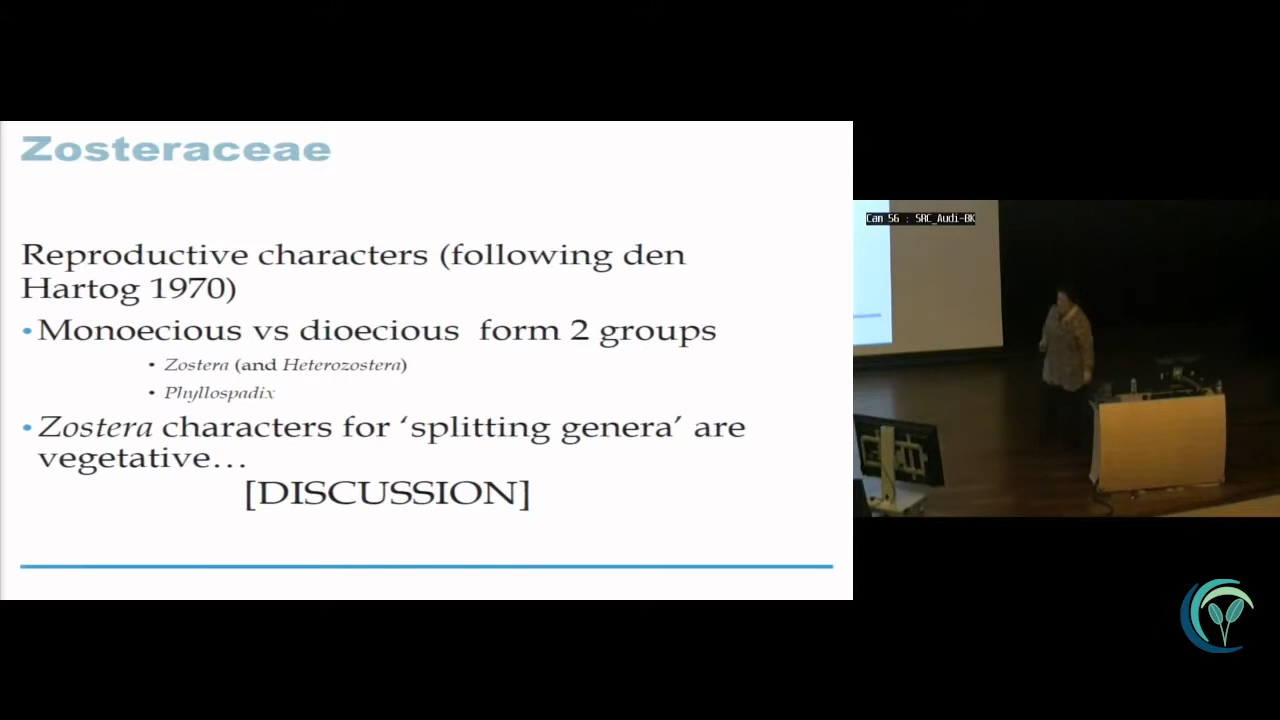 Zosteraceae
Reproductive characters (following den
Hartog 1970)
• Monoecious vs dioecious form 2 groups
• Zostera (and Heterozostera)
• Phyllospadix
• Zostera characters for ‘splitting genera’ are
vegetative…
[DISCUSSION]
Cam 56 : SRC_Audi-BK